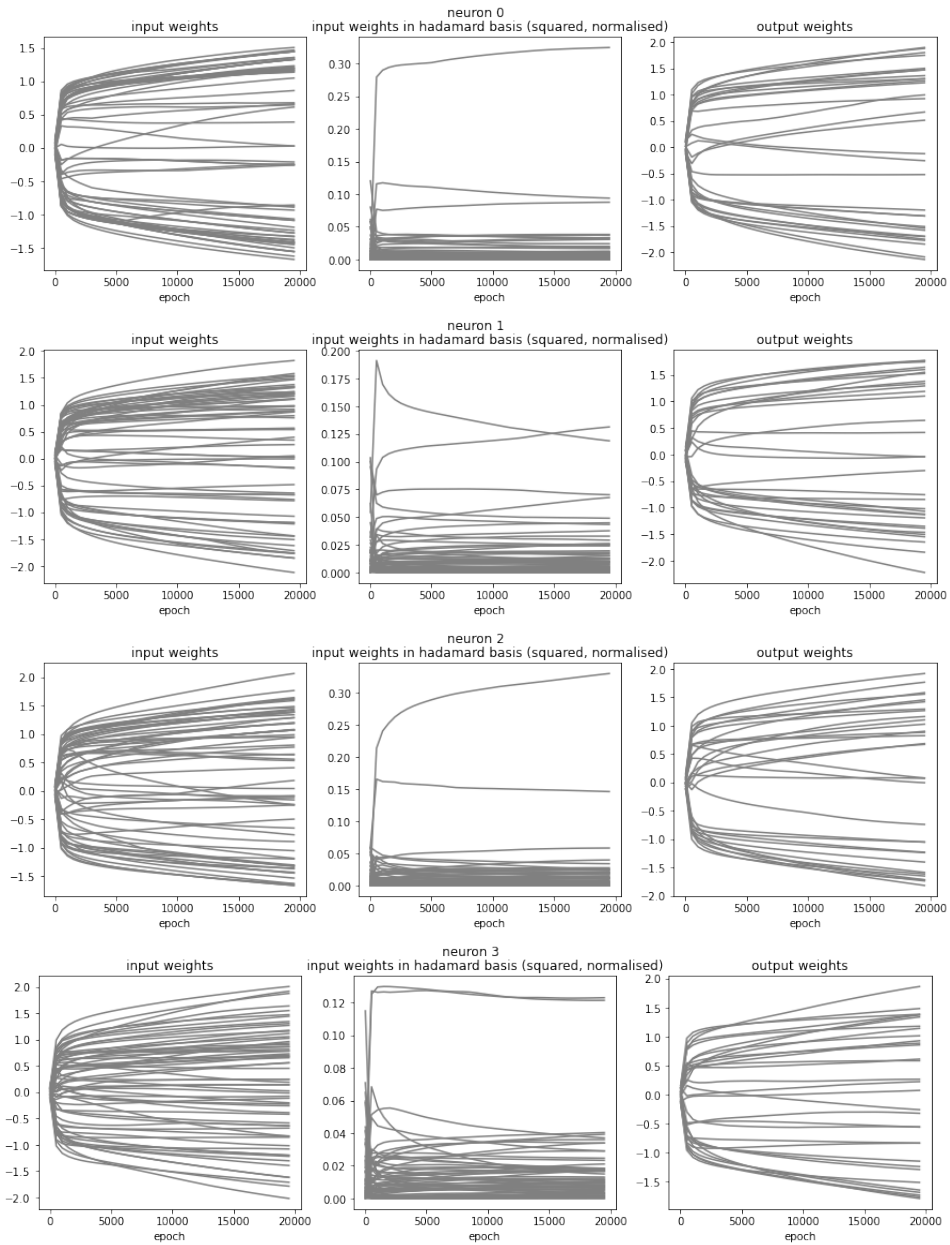 neuron 0
input weights input weights in hadamard basis (squared, normalised) output weights
1.5 0.30 2.0
1.0 0.25 1.5
0.5 0.20 1.0
0.0 0.15 0.5
−0.5 0.10 0.0
−1.0 0.05 −0.5
−1.5 0.00 −1.0
−1.5
−2.0
0 5000 10000 15000 20000 0 5000 10000 15000 20000 0 5000 10000 15000 20000
epoch epoch epoch
neuron 1
input weights input weights in hadamard basis (squared, normalised) output weights
2.0 0.200 1.5
1.5 0.175 1.0
1.0 0.150 0.5
0.5 0.125 0.0
0.0 0.100 −0.5
−0.5 0.075 −1.0
−1.0 0.050 −1.5
−1.5 0.025 −2.0
−2.0 0.000
0 5000 10000 15000 20000 0 5000 10000 15000 20000 0 5000 10000 15000 20000
epoch epoch epoch
neuron 2
input weights input weights in hadamard basis (squared, normalised) output weights
2.0 0.30 2.0
1.5 0.25 1.5
1.0 0.20 1.0
0.5 0.15 0.5
0.0 0.10 0.0
−0.5 0.05 −0.5
−1.0 0.00 −1.0
−1.5 −1.5
−2.0
0 5000 10000 15000 20000 0 5000 10000 15000 20000 0 5000 10000 15000 20000
epoch epoch epoch
neuron 3
input weights input weights in hadamard basis (squared, normalised) output weights
2.0 0.12 2.0
1.5 0.10 1.5
1.0 0.08 1.0
0.5 0.06 0.5
0.0 0.04 0.0
−0.5 0.02 −0.5
−1.0 0.00 −1.0
−1.5 −1.5
−2.0
0 5000 10000 15000 20000 0 5000 10000 15000 20000 0 5000 10000 15000 20000
epoch epoch epoch